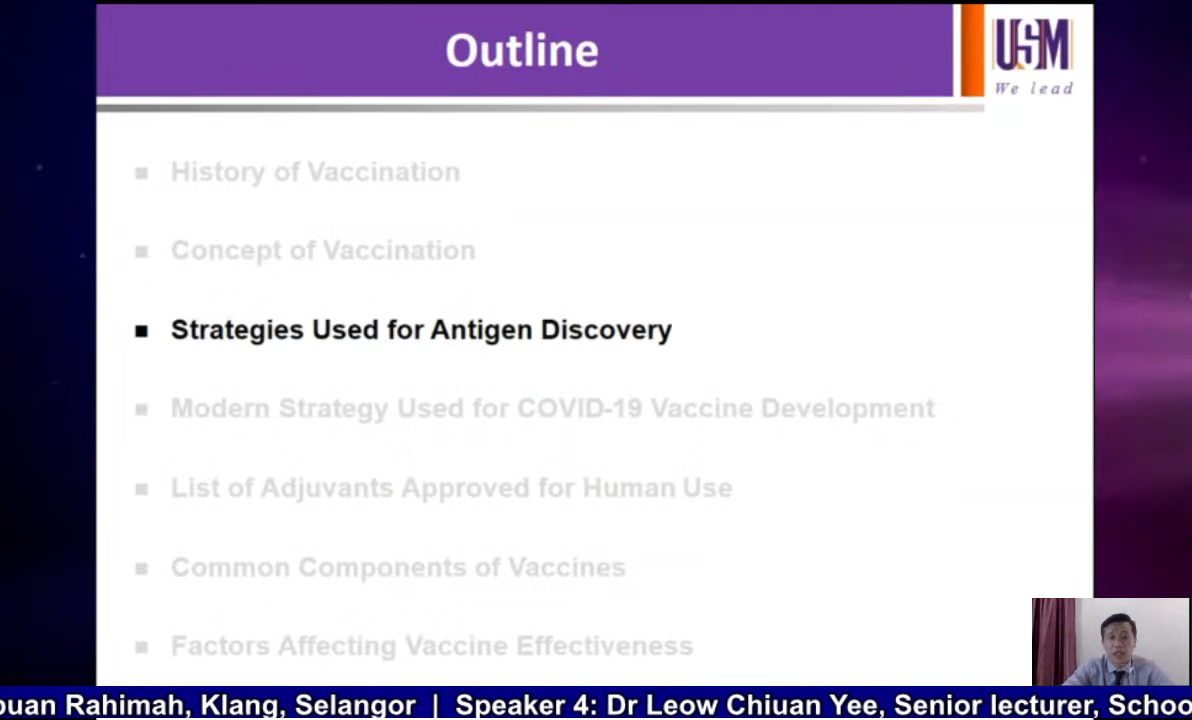 Outline
USM
We lead
History of Vaccination
Concept of Vaccination
Strategies Used for Antigen Discovery
Modern Strategy Used for COVID-19 Vaccine Development
List of Adjuvants Approved for Human Use
Common Components of Vaccines
Factors Affecting Vaccine Effectiveness
Rahimah, Klang, Selangor | Speaker 4: Dr Leow Chiuan Yee, Senior lecturer,